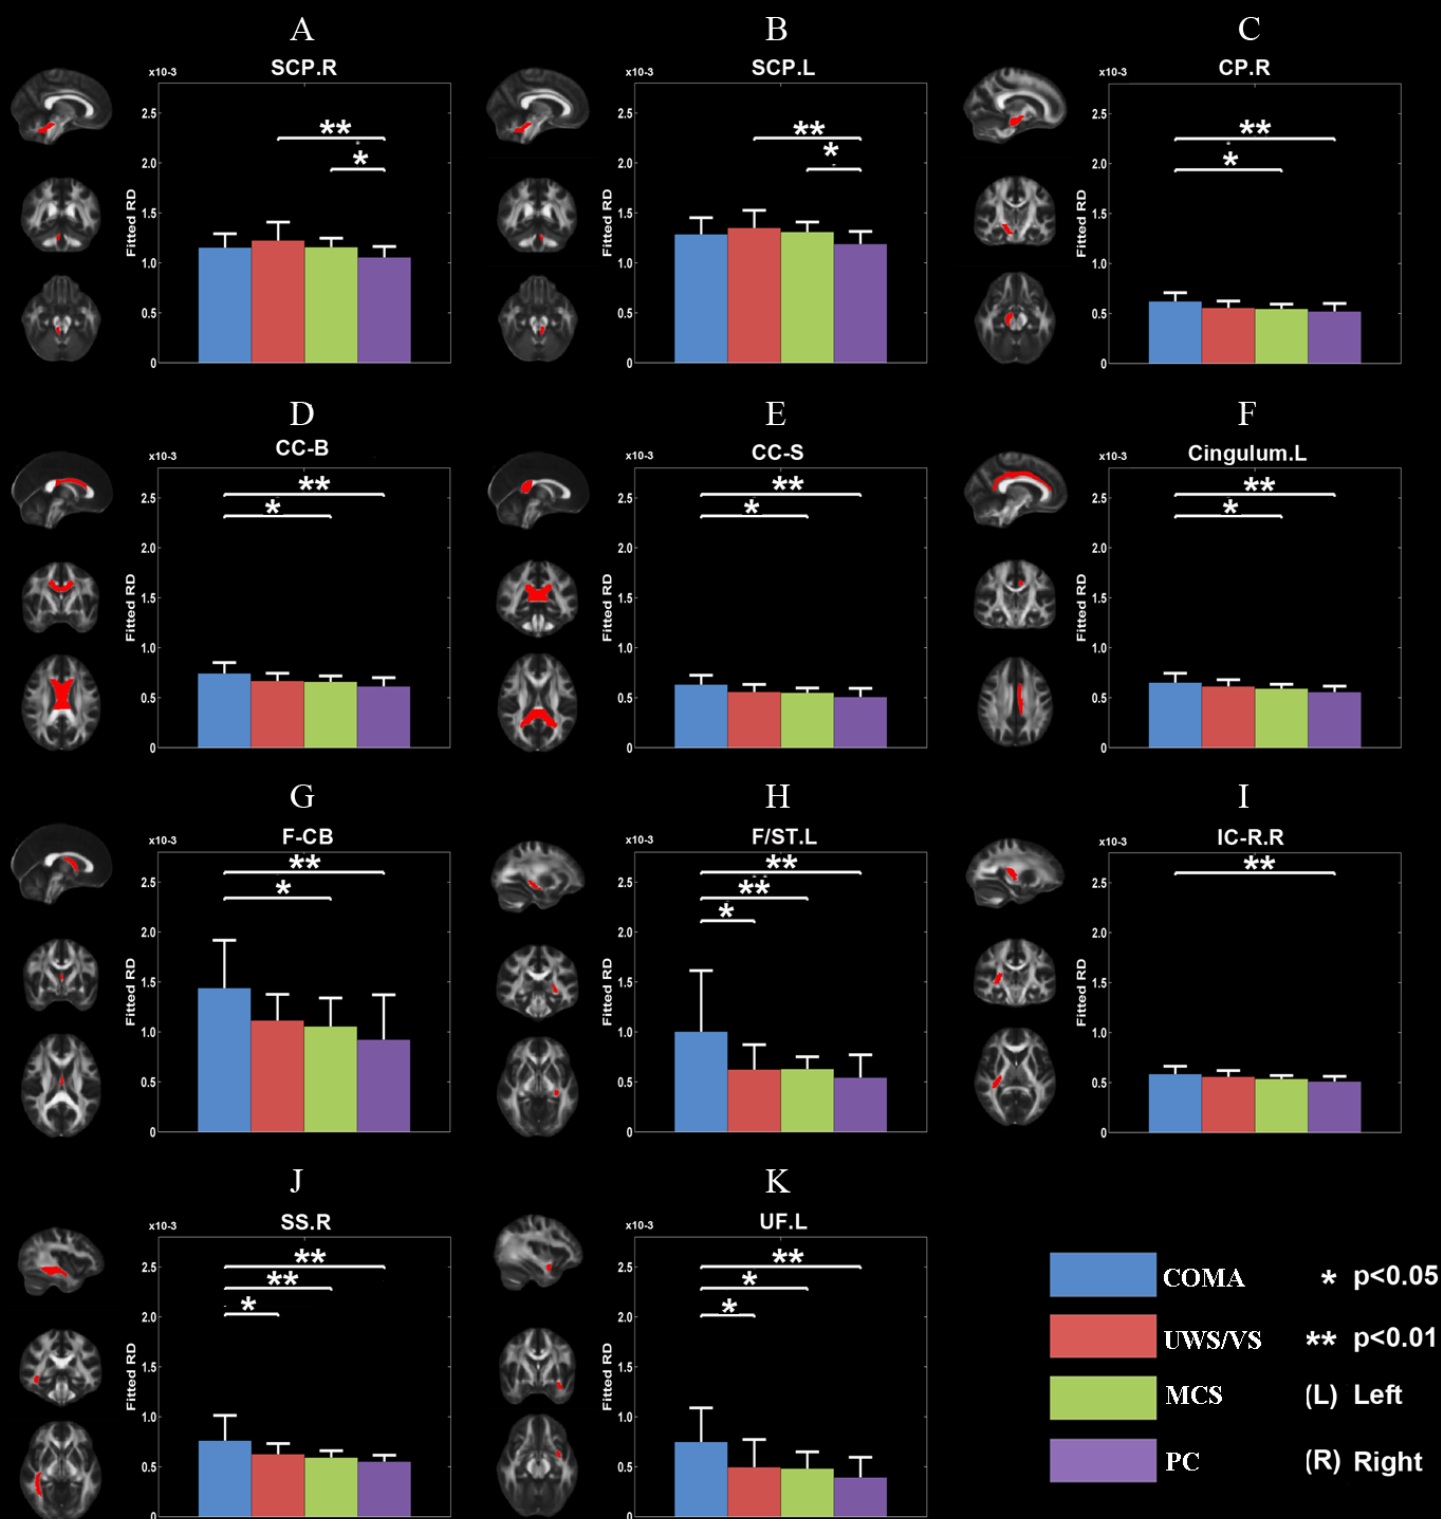 A B C
SCP.R SCP.L CP.R
x10-3 x10-3 x10-3
Fitted RD Fitted RD Fitted RD
2.5 2.5 2.5
** ** **
* * *
2.0 2.0 2.0
1.5 1.5 1.5
1.0 1.0 1.0
0.5 0.5 0.5
0 0 0
D E F
CC-B CC-S Cingulum.L
x10-3 x10-3 x10-3
Fitted RD Fitted RD Fitted RD
** ** **
2.5 2.5 2.5
* * *
2.0 2.0 2.0
1.5 1.5 1.5
1.0 1.0 1.0
0.5 0.5 0.5
0 0 0
G H I
F-CB F/ST.L IC-R.R
x10-3 x10-3 x10-3
Fitted RD Fitted RD Fitted RD
** ** **
2.5 2.5 2.5
* **
*
2.0 2.0 2.0
1.5 1.5 1.5
1.0 1.0 1.0
0.5 0.5 0.5
0 0 0
J K
SS.R UF.L
x10-3 x10-3
Fitted RD Fitted RD
** **
2.5 2.5
** *
* *
2.0 2.0
1.5 1.5
1.0 1.0
0.5 0.5
COMA * p<0.05
UWS/VS ** p<0.01
MCS (L) Left
PC (R) Right